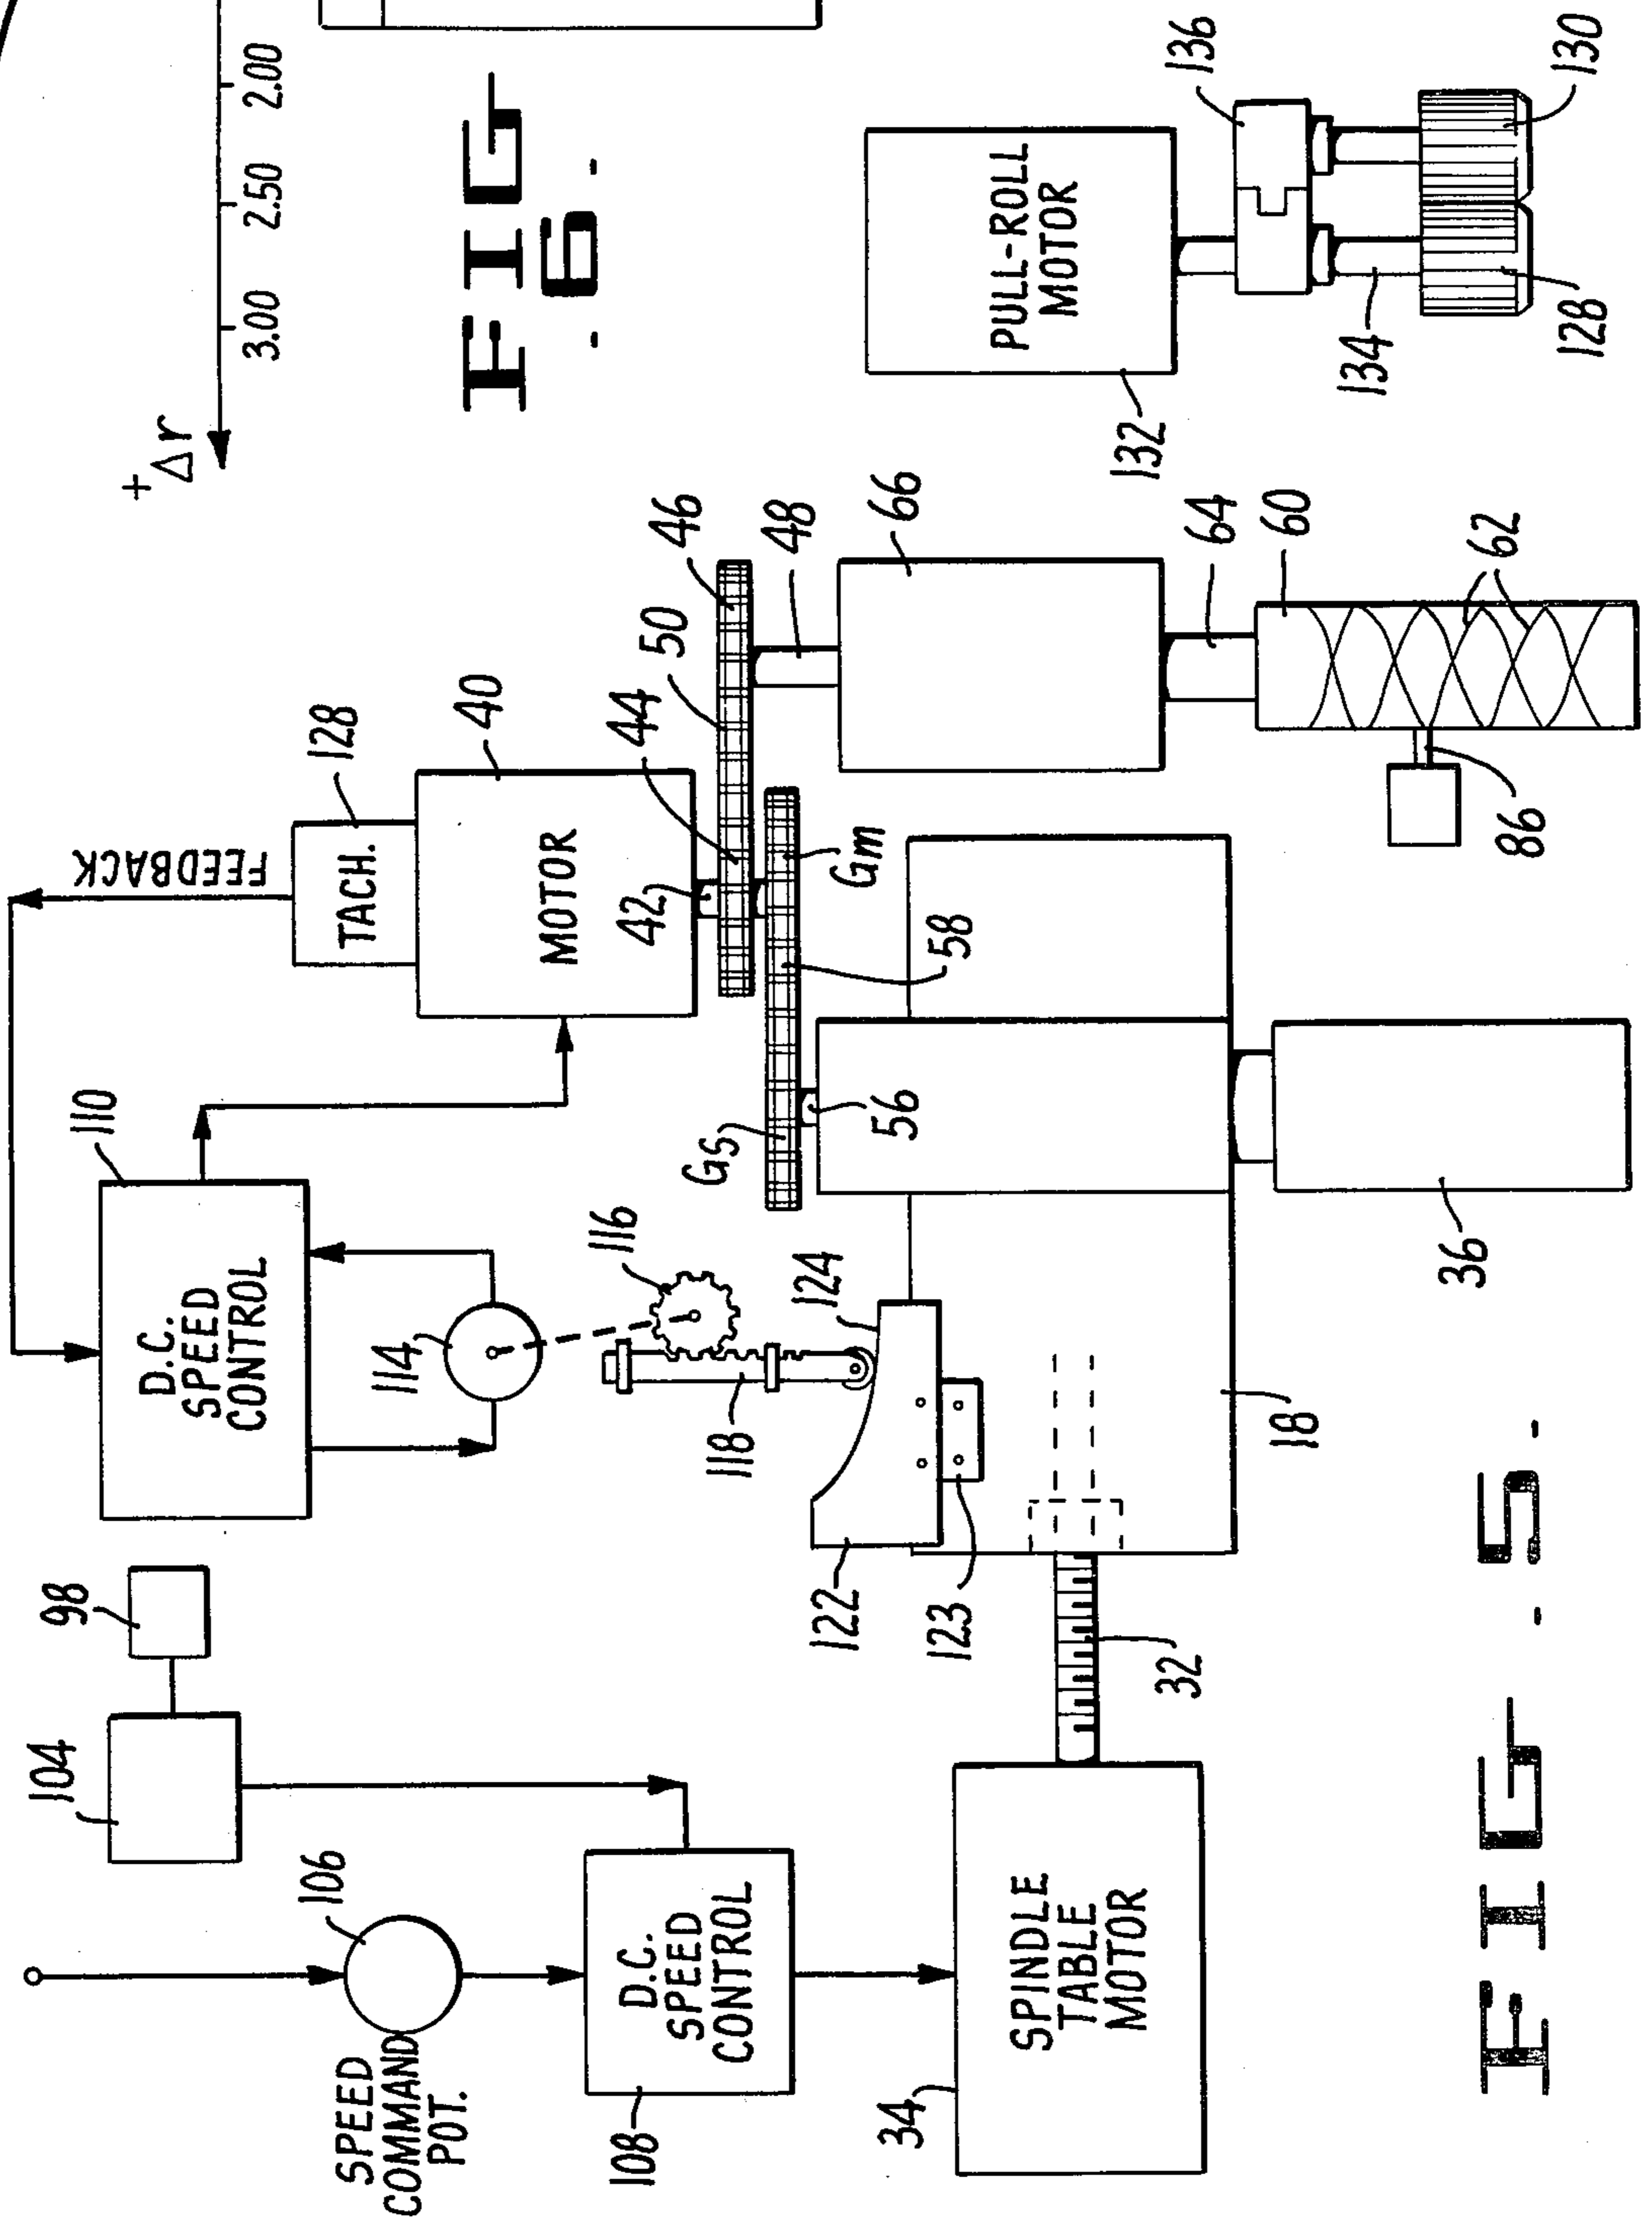 +
Δr
3.00
2.50
2.00
FIG
- 6 -
SPEED
COMMAND
POT.
106
104
98
D.C.
SPEED
CONTROL
108
SPINDLE
TABLE
MOTOR
34
32
D.C.
SPEED
CONTROL
110
114
116
118
122
123
124
18
FEEDBACK
TACH.
128
MOTOR
40
42
44
50
46
48
Gs
Gm
56
58
36
66
64
60
62
86
PULL-ROLL
MOTOR
132
134
136
128
130
FIG - 5 -